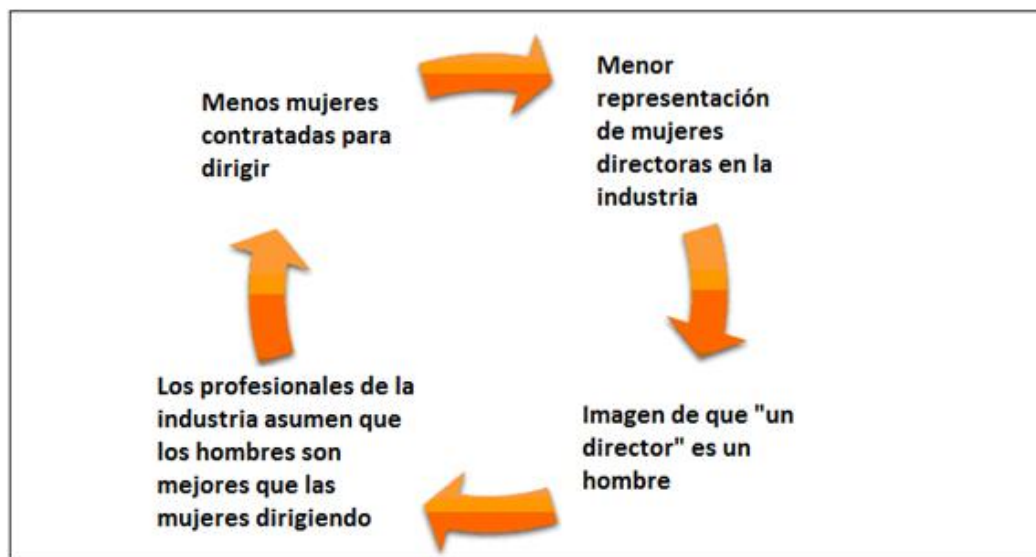 Menos mujeres
contratadas para
dirigir
Menor
representación
de mujeres
directoras en la
industria
Imagen de que "un
director" es un
hombre
Los profesionales de la
industria asumen que
los hombres son
mejores que las
mujeres dirigiendo